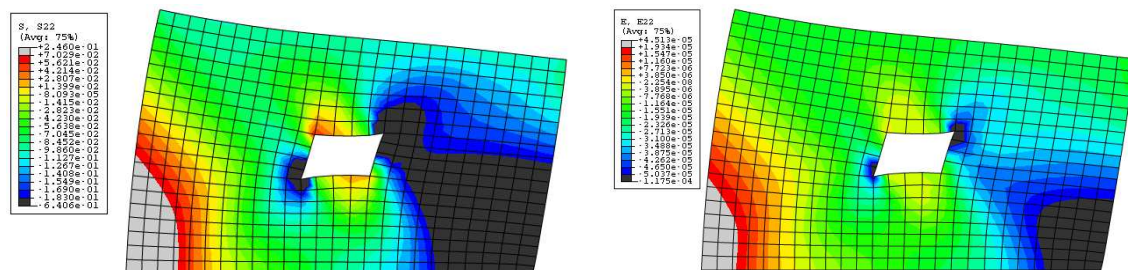 S, S22
(Avg: 75%)
+2.460e-01
+7.029e-02
+5.621e-02
+4.214e-02
+2.807e-02
+1.399e-02
-8.093e-05
-1.415e-02
-2.823e-02
-4.230e-02
-5.638e-02
-7.045e-02
-8.452e-02
-9.860e-02
-1.127e-01
-1.267e-01
-1.408e-01
-1.549e-01
-1.690e-01
-1.830e-01
-6.406e-01
E, E22
(Avg: 75%)
+4.513e-05
+1.934e-05
+1.547e-05
+1.160e-05
+7.723e-06
+3.850e-06
-2.254e-08
-3.895e-06
-7.768e-06
-1.164e-05
-1.551e-05
-1.939e-05
-2.326e-05
-2.713e-05
-3.100e-05
-3.488e-05
-3.875e-05
-4.262e-05
-4.650e-05
-5.037e-05
-1.175e-04